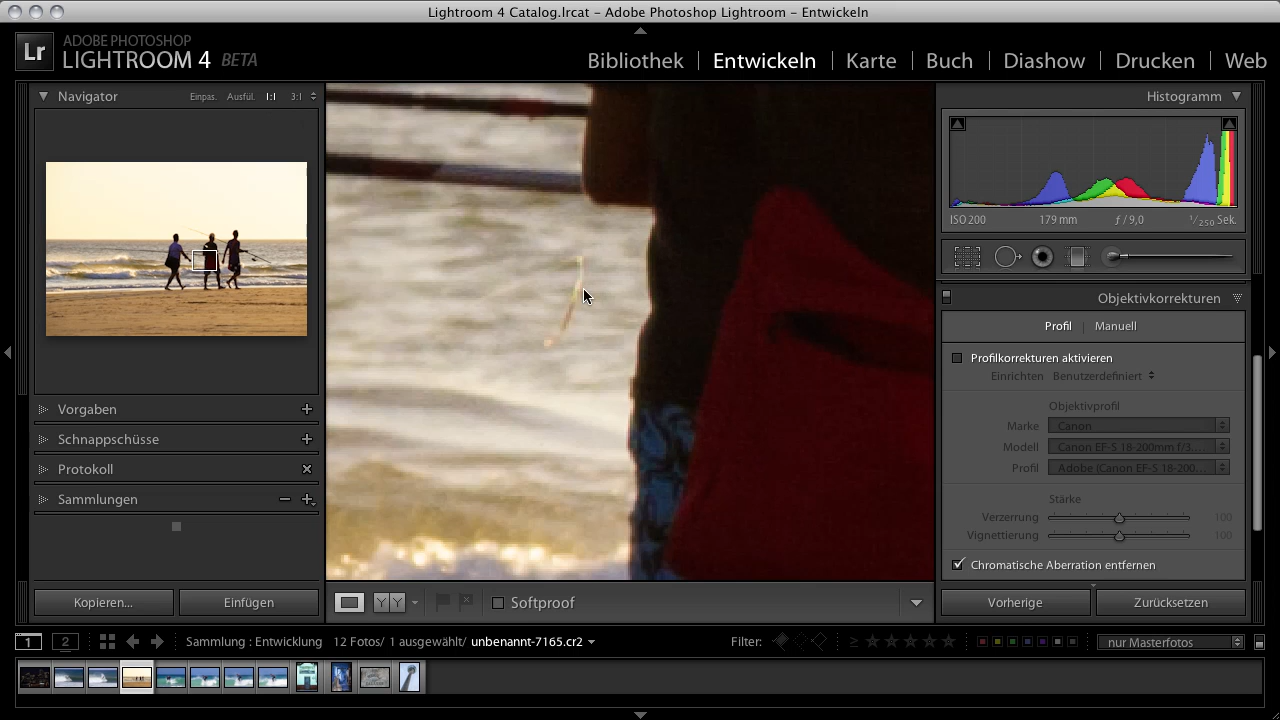 Lightroom 4 Catalog.lrcat – Adobe Photoshop Lightroom – Entwickeln
Lr
ADOBE PHOTOSHOP
LIGHTROOM 4 BETA
Bibliothek | Entwickeln | Karte | Buch | Diashow | Drucken | Web
Navigator Einpas. Ausfül. 1:1 3:1
Histogramm
ISO 200 179 mm ƒ / 9,0 1/250 Sek.
Objektivkorrekturen
Profil | Manuell
Profilkorrekturen aktivieren
Einrichten Benutzerdefiniert
Objektivprofil
Marke Canon
Modell Canon EF-S 18-200mm f/3....
Profil Adobe (Canon EF-S 18-200...
Stärke
Verzerrung 100
Vignettierung 100
Chromatische Aberration entfernen
Vorgaben
Schnappschüsse
Protokoll
Sammlungen
Kopieren... Einfügen
Y Y
Softproof
Vorherige Zurücksetzen
1 2 Sammlung : Entwicklung 12 Fotos/ 1 ausgewählt/ unbenannt-7165.cr2 Filter: ≥ nur Masterfotos